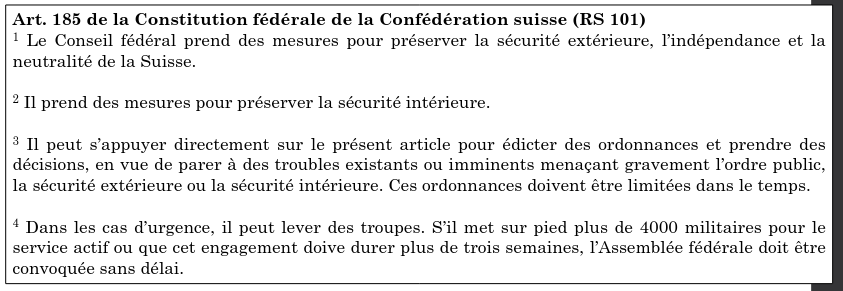 Art. 185 de la Constitution fédérale de la Confédération suisse (RS 101)
¹ Le Conseil fédéral prend des mesures pour préserver la sécurité extérieure, l'indépendance et la
neutralité de la Suisse.
² Il prend des mesures pour préserver la sécurité intérieure.
³ Il peut s'appuyer directement sur le présent article pour édicter des ordonnances et prendre des
décisions, en vue de parer à des troubles existants ou imminents menaçant gravement l'ordre public,
la sécurité extérieure ou la sécurité intérieure. Ces ordonnances doivent être limitées dans le temps.
⁴ Dans les cas d'urgence, il peut lever des troupes. S'il met sur pied plus de 4000 militaires pour le
service actif ou que cet engagement doive durer plus de trois semaines, l'Assemblée fédérale doit être
convoquée sans délai.